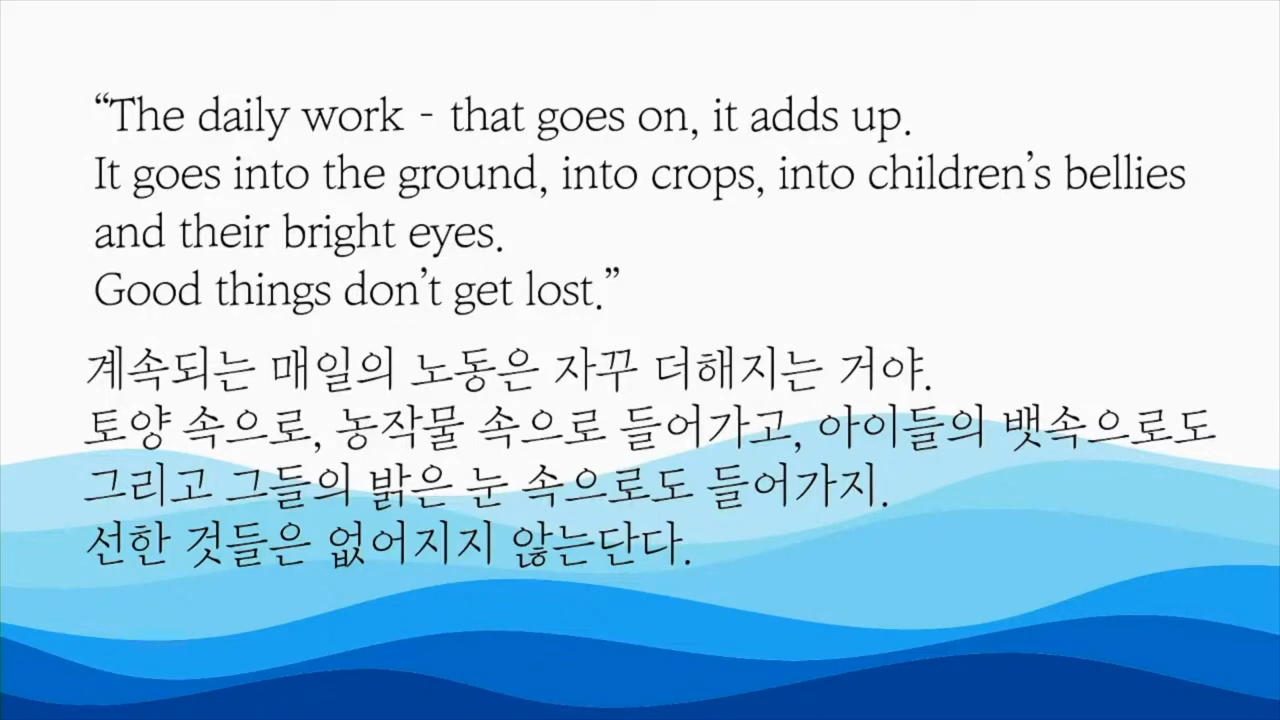 “The daily work - that goes on, it adds up.
It goes into the ground, into crops, into children’s bellies
and their bright eyes.
Good things don’t get lost.”
계속되는 매일의 노동은 자꾸 더해지는 거야.
토양 속으로, 농작물 속으로 들어가고, 아이들의 뱃속으로도
그리고 그들의 밝은 눈 속으로도 들어가지.
선한 것들은 없어지지 않는단다.